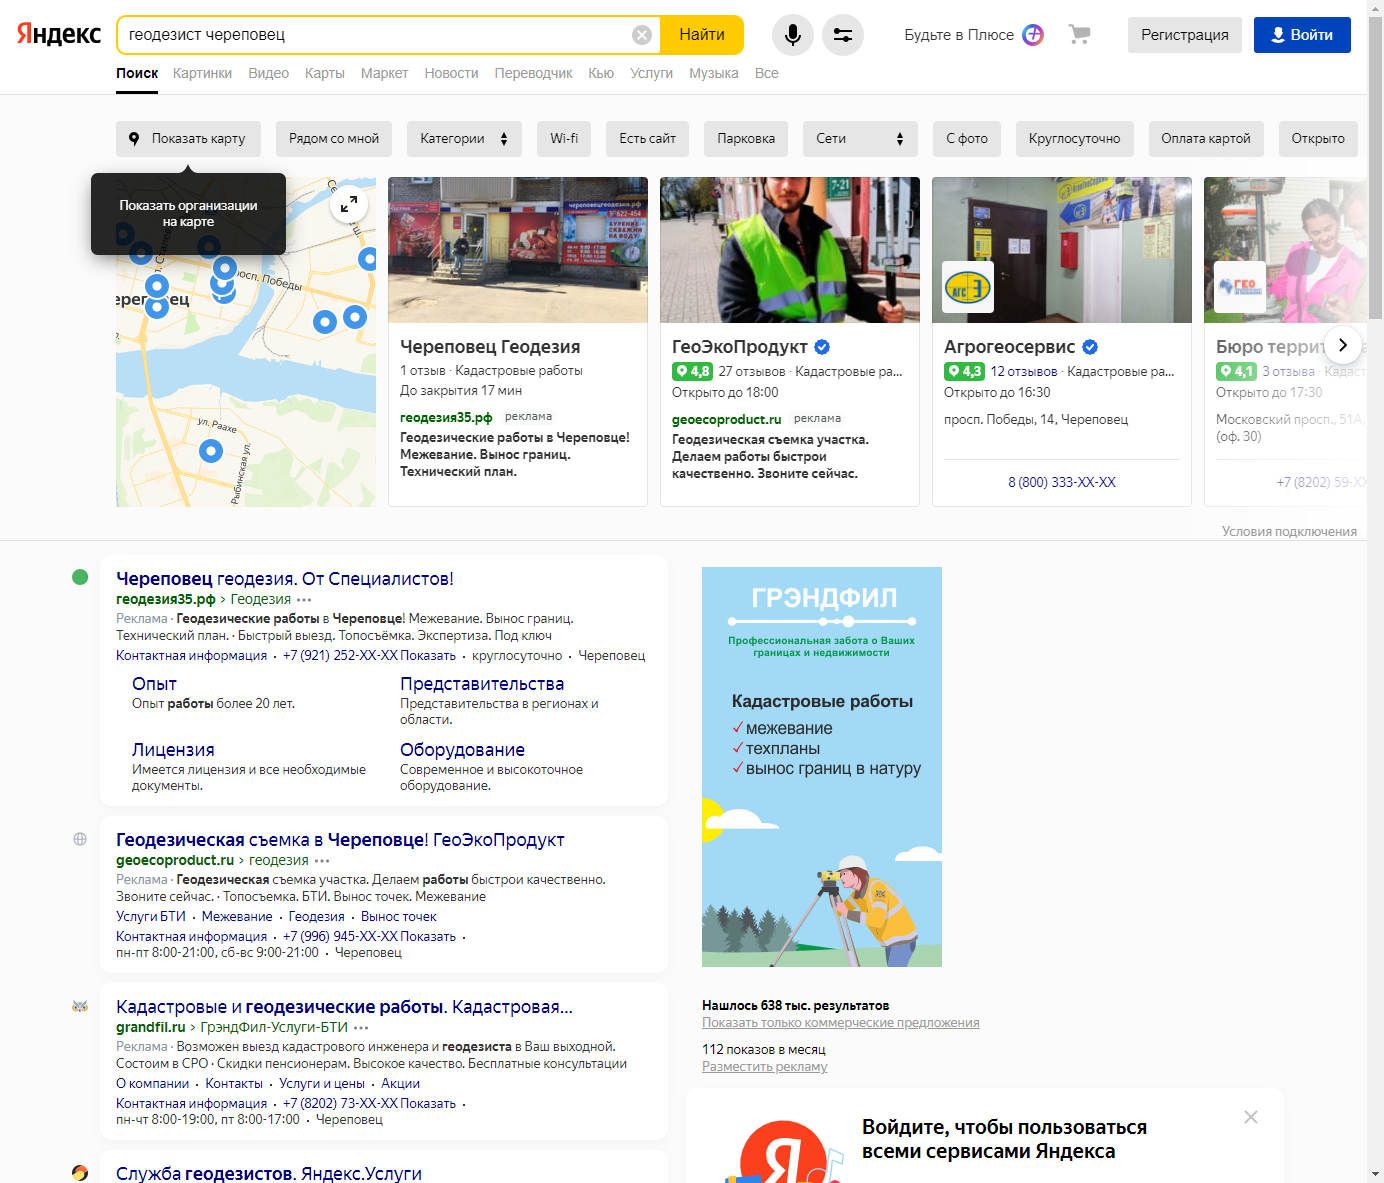 Яндекс
геодезист череповец
Найти
Будьте в Плюсе
Регистрация
Войти
Поиск Картинки Видео Карты Маркет Новости Переводчик Кью Услуги Музыка Все
Показать карту
Рядом со мной
Категории
Wi-fi
Есть сайт
Парковка
Сети
С фото
Круглосуточно
Оплата картой
Открыто
Показать организации
на карте
просп. Победы
ул. Раахе
Рыбинская ул.
Череповец Геодезия
1 отзыв · Кадастровые работы
До закрытия 17 мин
геодезия35.рф реклама
Геодезические работы в Череповце!
Межевание. Вынос границ.
Технический план.
ГеоЭкоПродукт
4,8 27 отзывов · Кадастровые ра...
Открыто до 18:00
geoecoproduct.ru реклама
Геодезическая съемка участка.
Делаем работы быстрои
качественно. Звоните сейчас.
АГС
Агрогеосервис
4,3 12 отзывов · Кадастровые ра...
Открыто до 16:30
просп. Победы, 14, Череповец
8 (800) 333-XX-XX
ГЕО
Бюро террит
4,1 3 отзыва · Кадаст
Открыто до 17:30
Московский просп., 51А,
(оф. 30)
+7 (8202) 59-XX
Условия подключения
Череповец геодезия. От Специалистов!
геодезия35.рф › Геодезия
Реклама · Геодезические работы в Череповце! Межевание. Вынос границ.
Технический план. · Быстрый выезд. Топосъёмка. Экспертиза. Под ключ
Контактная информация · +7 (921) 252-XX-XX Показать · круглосуточно · Череповец
Опыт
Опыт работы более 20 лет.
Представительства
Представительства в регионах и
области.
Лицензия
Имеется лицензия и все необходимые
документы.
Оборудование
Современное и высокоточное
оборудование.
Геодезическая съемка в Череповце! ГеоЭкоПродукт
geoecoproduct.ru › геодезия
Реклама · Геодезическая съемка участка. Делаем работы быстрои качественно.
Звоните сейчас. · Топосъемка. БТИ. Вынос точек. Межевание
Услуги БТИ · Межевание · Геодезия · Вынос точек
Контактная информация · +7 (996) 945-XX-XX Показать ·
пн-пт 8:00-21:00, сб-вс 9:00-21:00 · Череповец
Кадастровые и геодезические работы. Кадастровая...
grandfil.ru › ГрэндФил-Услуги-БТИ
Реклама · Возможен выезд кадастрового инженера и геодезиста в Ваш выходной.
Состоим в СРО · Скидки пенсионерам. Высокое качество. Бесплатные консультации
О компании · Контакты · Услуги и цены · Акции
Контактная информация · +7 (8202) 73-XX-XX Показать ·
пн-чт 8:00-19:00, пт 8:00-17:00 · Череповец
Служба геодезистов. Яндекс.Услуги
ГРЭНДФИЛ
Профессиональная забота о Ваших
границах и недвижимости
Кадастровые работы
межевание
техпланы
вынос границ в натуру
Нашлось 638 тыс. результатов
Показать только коммерческие предложения
112 показов в месяц
Разместить рекламу
Войдите, чтобы пользоваться
всеми сервисами Яндекса